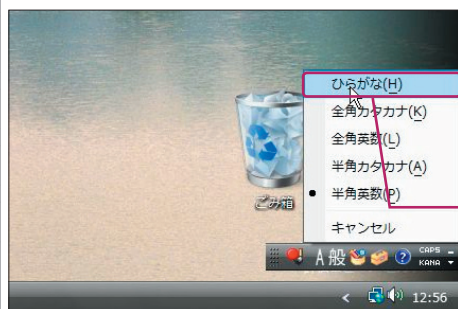 ひらがな(H)
全角カタカナ(K)
全角英数(L)
半角カタカナ(A)
半角英数(P)
キャンセル
ごみ箱
A 般
CAPS
KANA
12:56